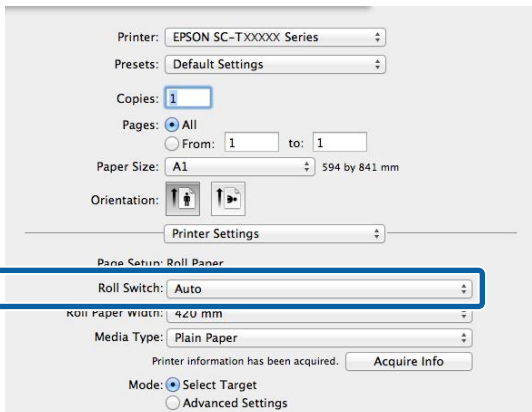 Printer: EPSON SC-TXXXXX Series
Presets: Default Settings
Copies: 1
Pages: All
From: 1 to: 1
Paper Size: A1 594 by 841 mm
Orientation:
Printer Settings
Page Setup: Roll Paper
Roll Switch: Auto
Roll Paper Width: 420 mm
Media Type: Plain Paper
Printer information has been acquired. Acquire Info
Mode: Select Target
Advanced Settings